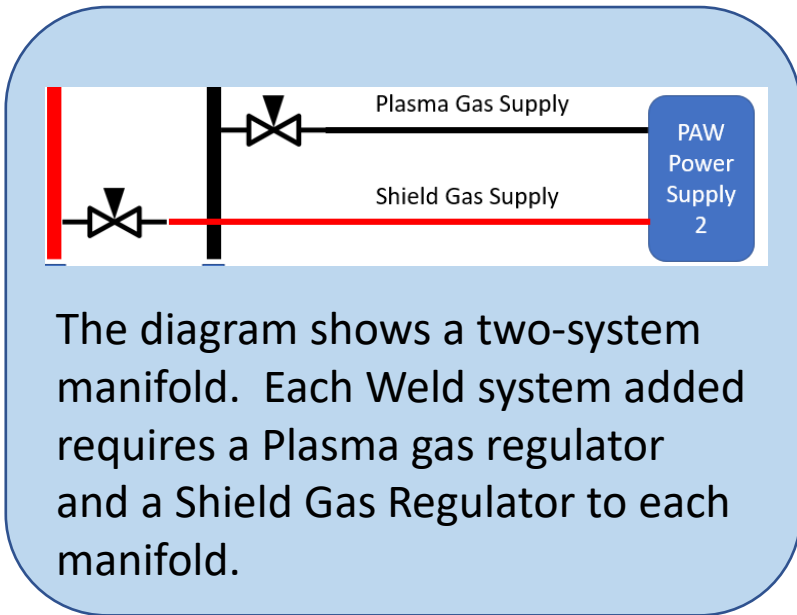 Plasma Gas Supply
PAW
Power
Supply
2
Shield Gas Supply
The diagram shows a two-system
manifold.  Each Weld system added
requires a Plasma gas regulator
and a Shield Gas Regulator to each
manifold.